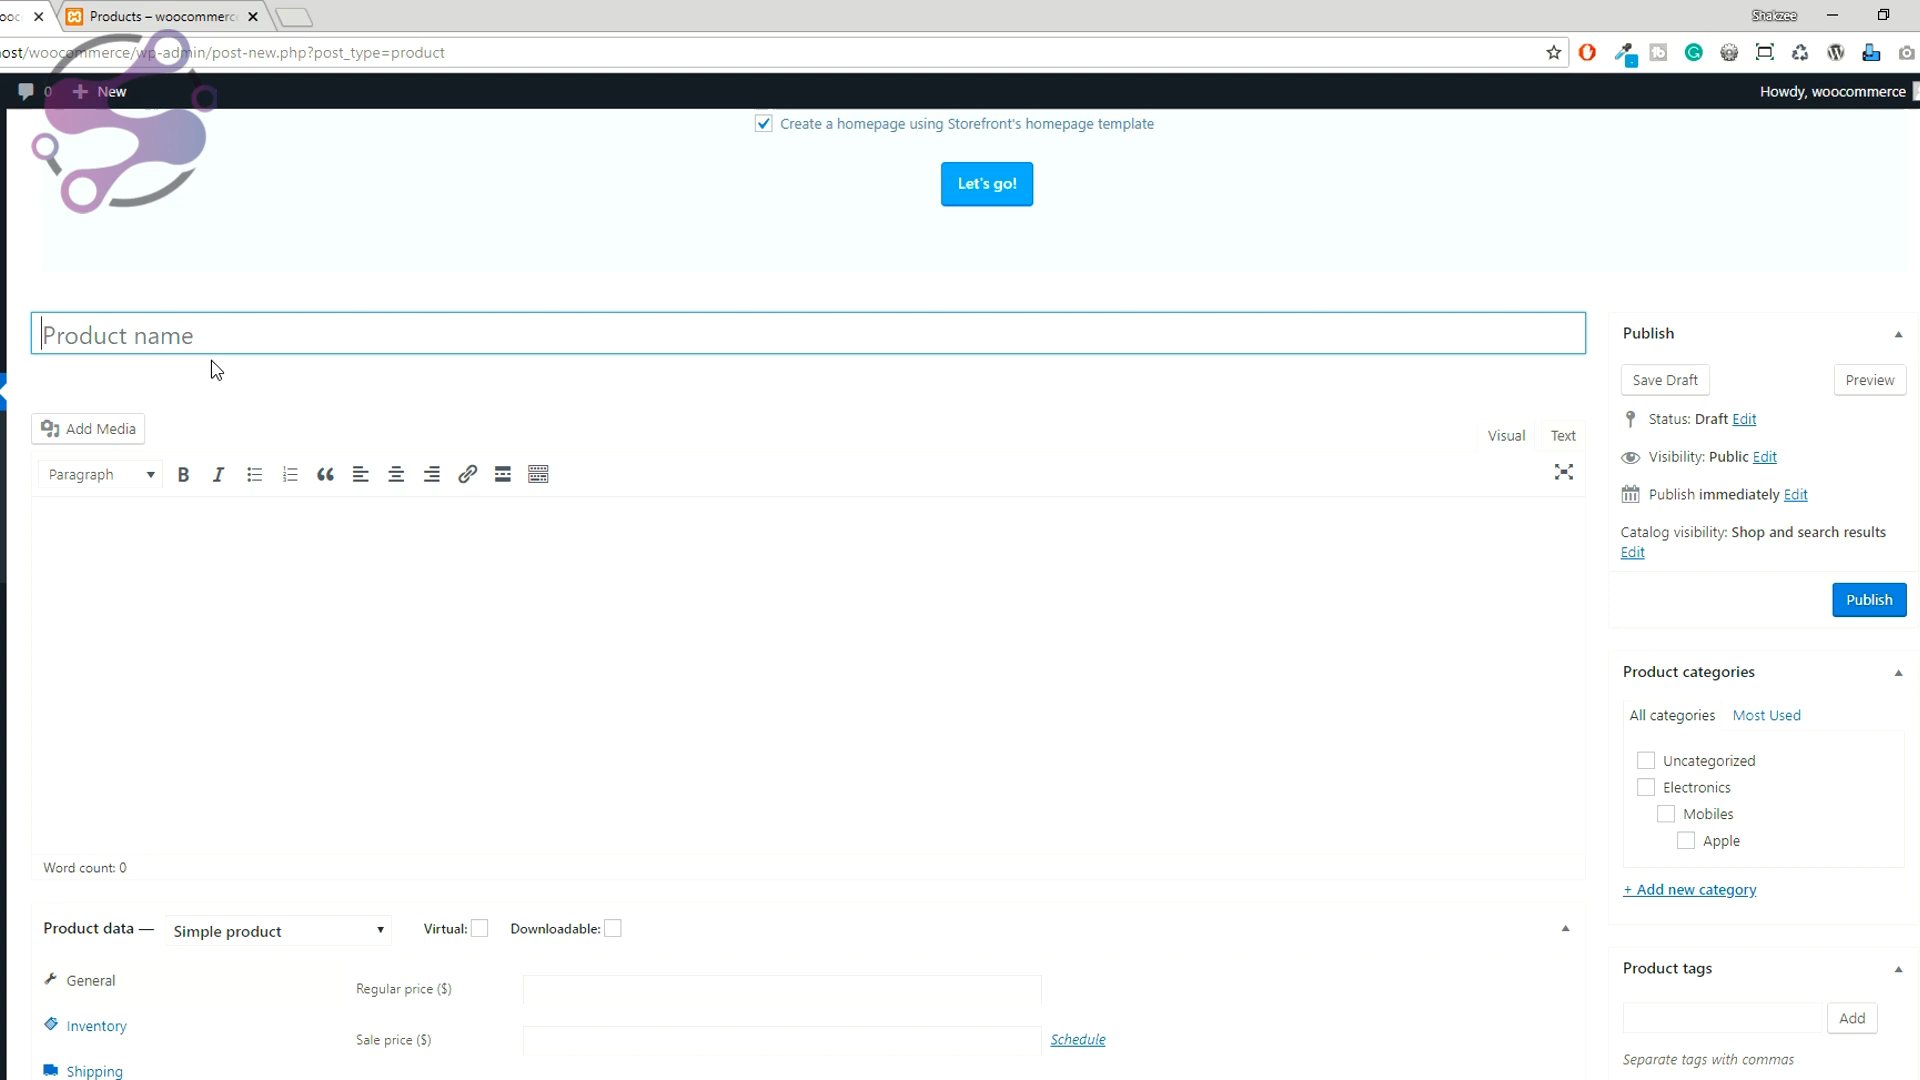 Products – woocommerc
Shakzee
ost/woocommerce/wp-admin/post-new.php?post_type=product
0 New
Howdy, woocommerce
Create a homepage using Storefront's homepage template
Let's go!
Product name
Add Media
Visual Text
Paragraph
Word count: 0
Product data — Simple product Virtual: Downloadable:
General
Inventory
Shipping
Regular price ($)
Sale price ($) Schedule
Publish
Save Draft Preview
Status: Draft Edit
Visibility: Public Edit
Publish immediately Edit
Catalog visibility: Shop and search results
Edit
Publish
Product categories
All categories Most Used
Uncategorized
Electronics
Mobiles
Apple
+ Add new category
Product tags
Add
Separate tags with commas